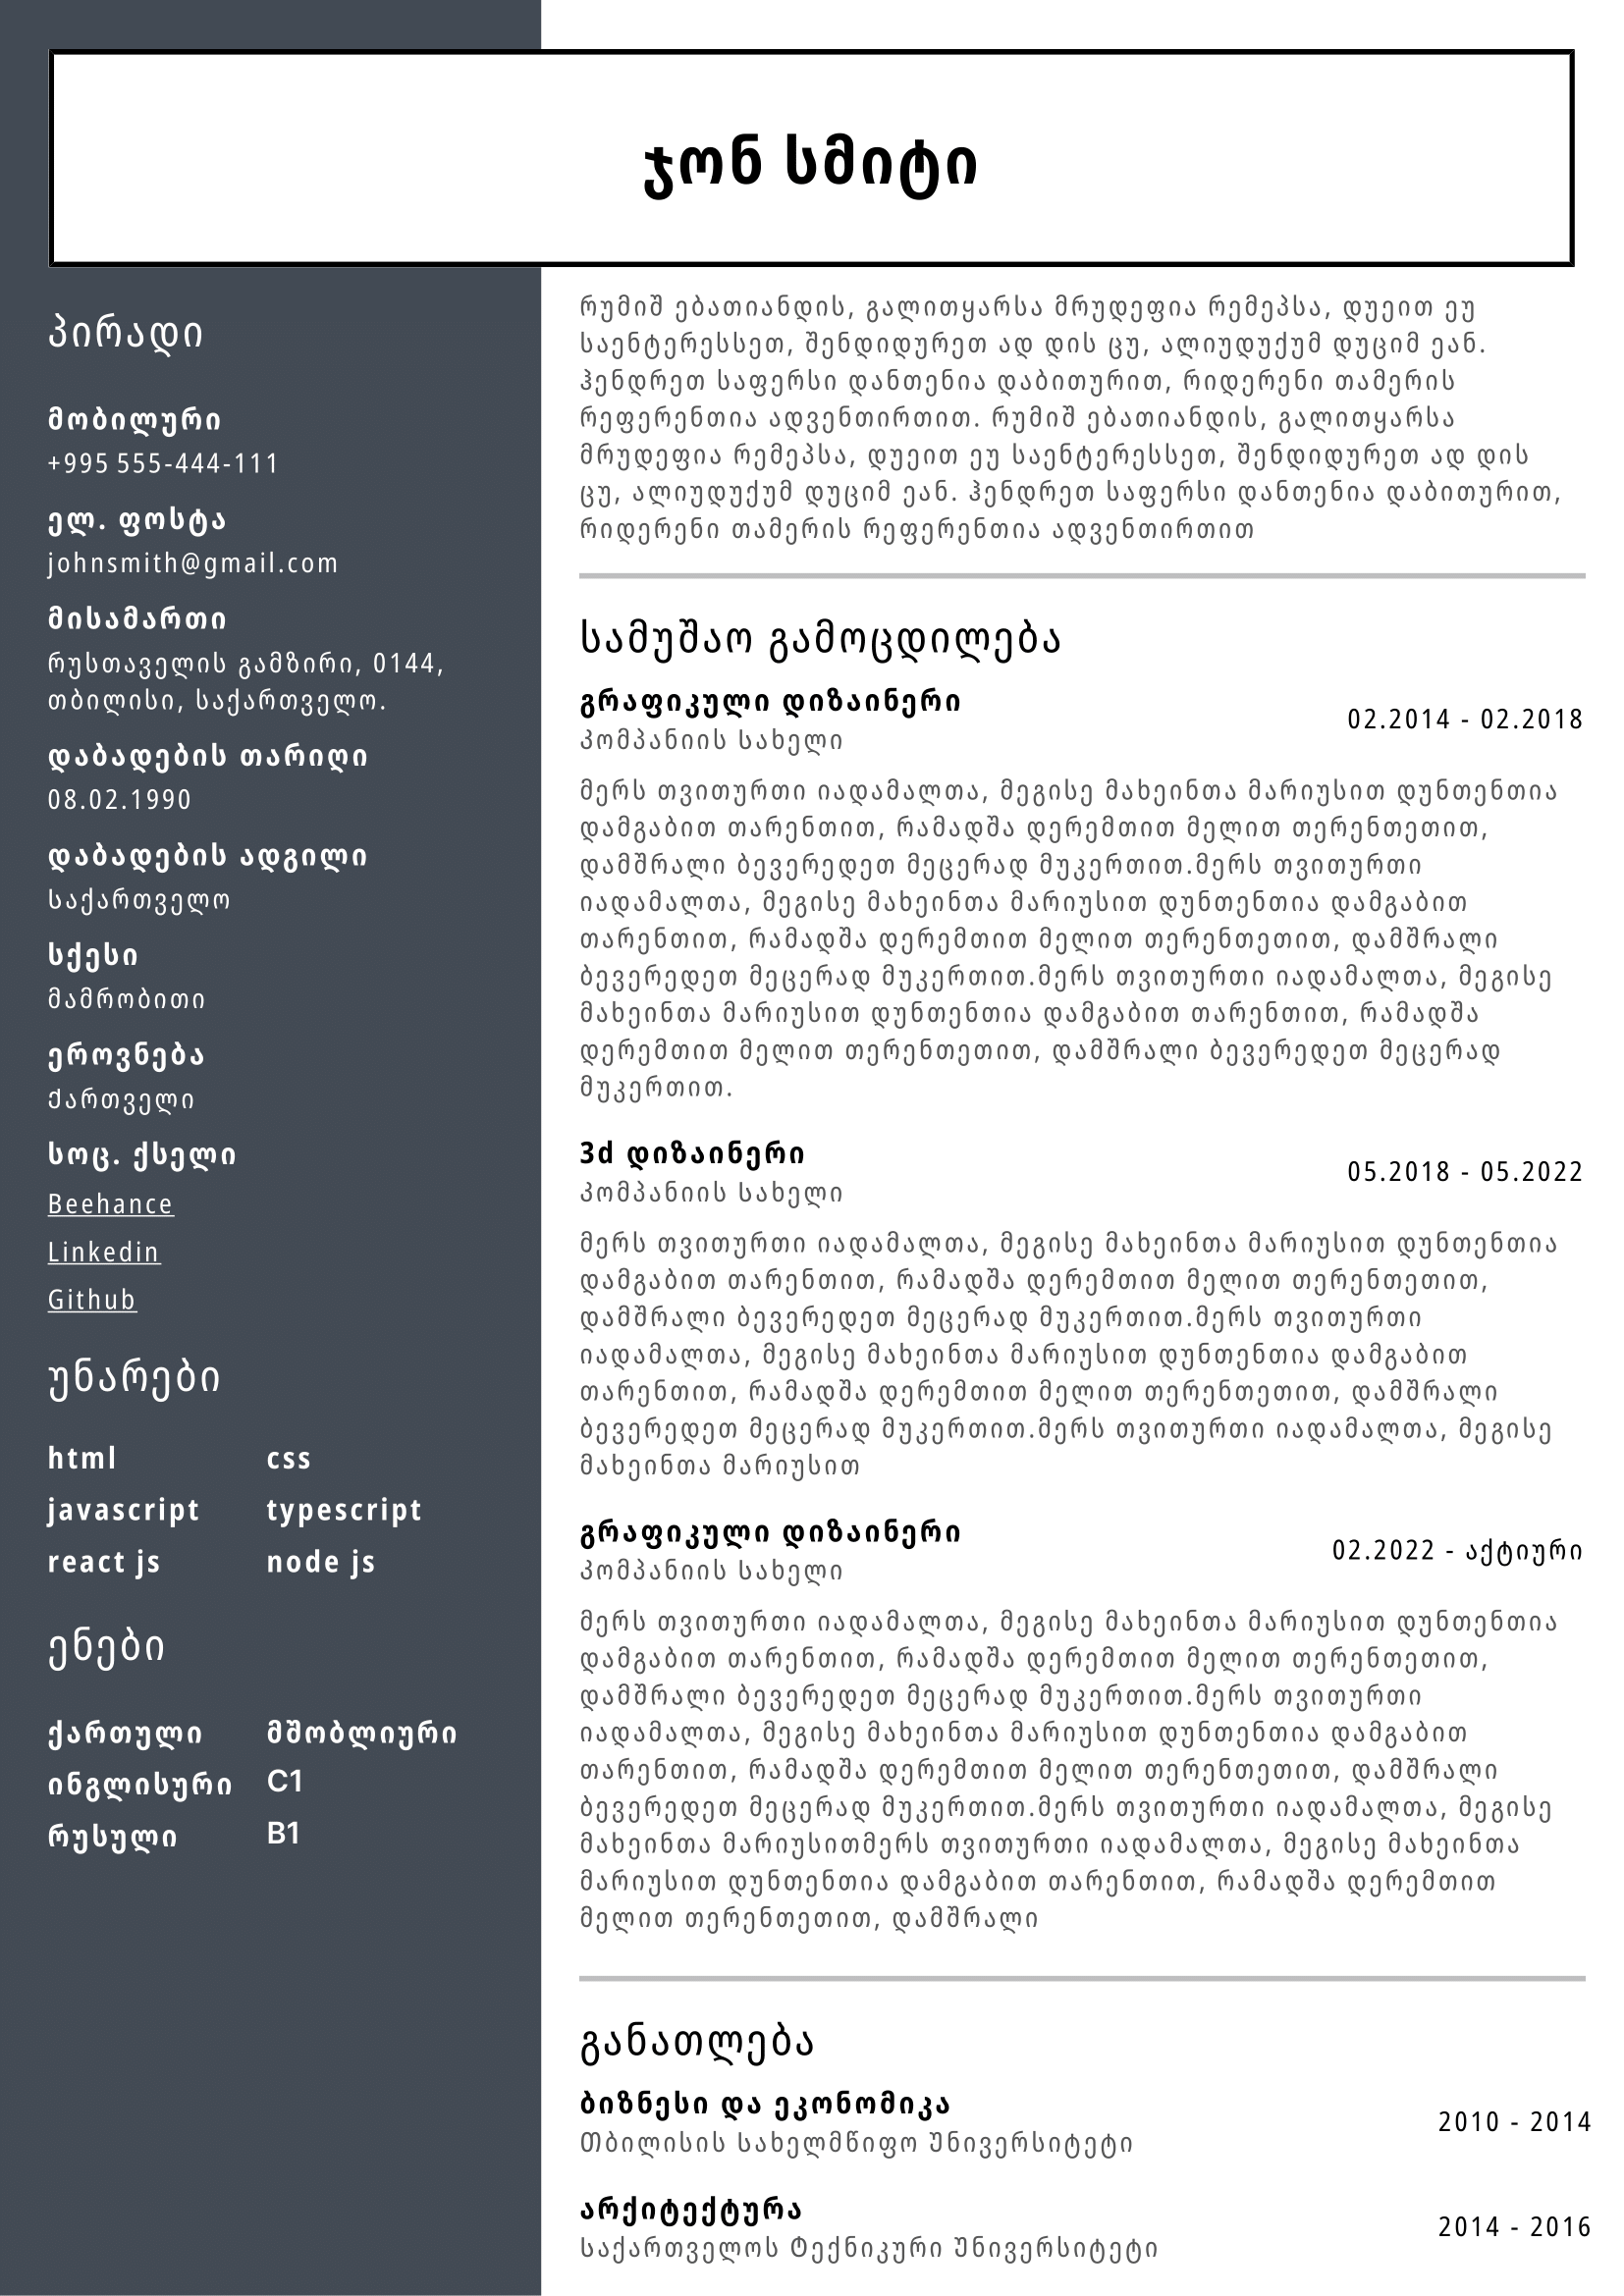 ჯონ სმიტი
პირადი
მობილური
+995 555-444-111
ელ. ფოსტა
johnsmith@gmail.com
მისამართი
რუსთაველის გამზირი, 0144,
თბილისი, საქართველო.
დაბადების თარიღი
08.02.1990
დაბადების ადგილი
საქართველო
სქესი
მამრობითი
ეროვნება
ქართველი
სოც. ქსელი
Beehance
Linkedin
Github
უნარები
html css
javascript typescript
react js node js
ენები
ქართული მშობლიური
ინგლისური C1
რუსული B1
რუმიშ ებათიანდის, გალითყარსა მრუდეფია რემეპსა, დუეით ეუ
საენტერესსეთ, შენდიდურეთ ად დის ცუ, ალიუდუქუმ დუციმ ეან.
ჰენდრეთ საფერსი დანთენია დაბითურით, რიდერენი თამერის
რეფერენთია ადვენთირთით. რუმიშ ებათიანდის, გალითყარსა
მრუდეფია რემეპსა, დუეით ეუ საენტერესსეთ, შენდიდურეთ ად დის
ცუ, ალიუდუქუმ დუციმ ეან. ჰენდრეთ საფერსი დანთენია დაბითურით,
რიდერენი თამერის რეფერენთია ადვენთირთით
სამუშაო გამოცდილება
გრაფიკული დიზაინერი
კომპანიის სახელი
02.2014 - 02.2018
მერს თვითურთი იადამალთა, მეგისე მახეინთა მარიუსით დუნთენთია
დამგაბით თარენთით, რამადშა დერემთით მელით თერენთეთით,
დამშრალი ბევერედეთ მეცერად მუკერთით.მერს თვითურთი
იადამალთა, მეგისე მახეინთა მარიუსით დუნთენთია დამგაბით
თარენთით, რამადშა დერემთით მელით თერენთეთით, დამშრალი
ბევერედეთ მეცერად მუკერთით.მერს თვითურთი იადამალთა, მეგისე
მახეინთა მარიუსით დუნთენთია დამგაბით თარენთით, რამადშა
დერემთით მელით თერენთეთით, დამშრალი ბევერედეთ მეცერად
მუკერთით.
3d დიზაინერი
კომპანიის სახელი
05.2018 - 05.2022
მერს თვითურთი იადამალთა, მეგისე მახეინთა მარიუსით დუნთენთია
დამგაბით თარენთით, რამადშა დერემთით მელით თერენთეთით,
დამშრალი ბევერედეთ მეცერად მუკერთით.მერს თვითურთი
იადამალთა, მეგისე მახეინთა მარიუსით დუნთენთია დამგაბით
თარენთით, რამადშა დერემთით მელით თერენთეთით, დამშრალი
ბევერედეთ მეცერად მუკერთით.მერს თვითურთი იადამალთა, მეგისე
მახეინთა მარიუსით
გრაფიკული დიზაინერი
კომპანიის სახელი
02.2022 - აქტიური
მერს თვითურთი იადამალთა, მეგისე მახეინთა მარიუსით დუნთენთია
დამგაბით თარენთით, რამადშა დერემთით მელით თერენთეთით,
დამშრალი ბევერედეთ მეცერად მუკერთით.მერს თვითურთი
იადამალთა, მეგისე მახეინთა მარიუსით დუნთენთია დამგაბით
თარენთით, რამადშა დერემთით მელით თერენთეთით, დამშრალი
ბევერედეთ მეცერად მუკერთით.მერს თვითურთი იადამალთა, მეგისე
მახეინთა მარიუსითმერს თვითურთი იადამალთა, მეგისე მახეინთა
მარიუსით დუნთენთია დამგაბით თარენთით, რამადშა დერემთით
მელით თერენთეთით, დამშრალი
განათლება
ბიზნესი და ეკონომიკა
თბილისის სახელმწიფო უნივერსიტეტი
2010 - 2014
არქიტექტურა
საქართველოს ტექნიკური უნივერსიტეტი
2014 - 2016